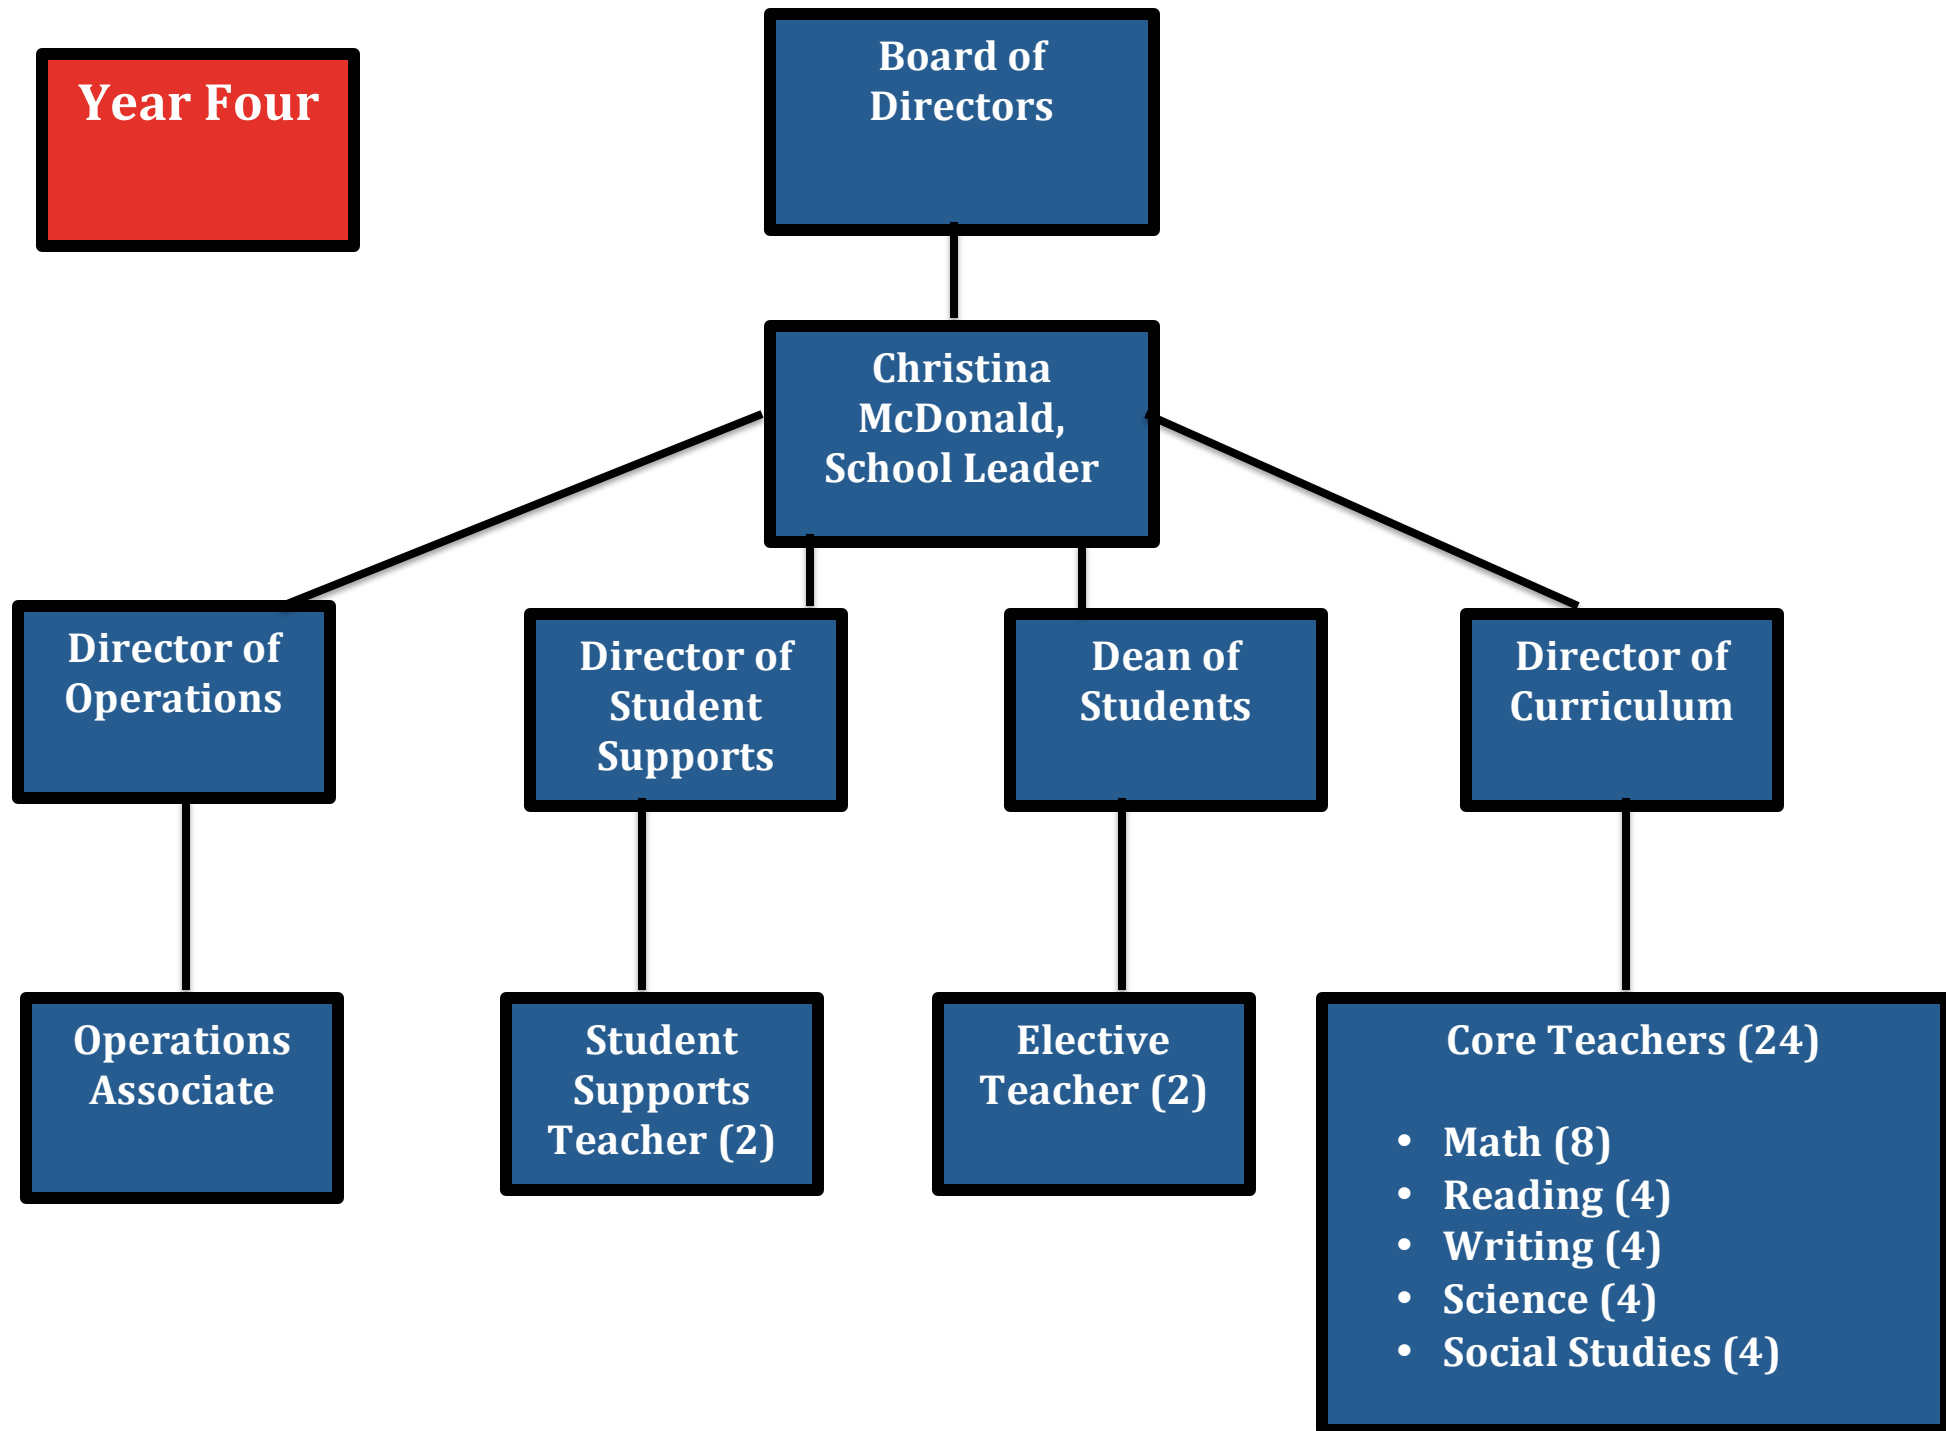 Year Four
Board of
Directors
Christina
McDonald,
School Leader
Director of
Operations
Director of
Student
Supports
Dean of
Students
Director of
Curriculum
Operations
Associate
Student
Supports
Teacher (2)
Elective
Teacher (2)
Core Teachers (24)
• Math (8)
• Reading (4)
• Writing (4)
• Science (4)
• Social Studies (4)